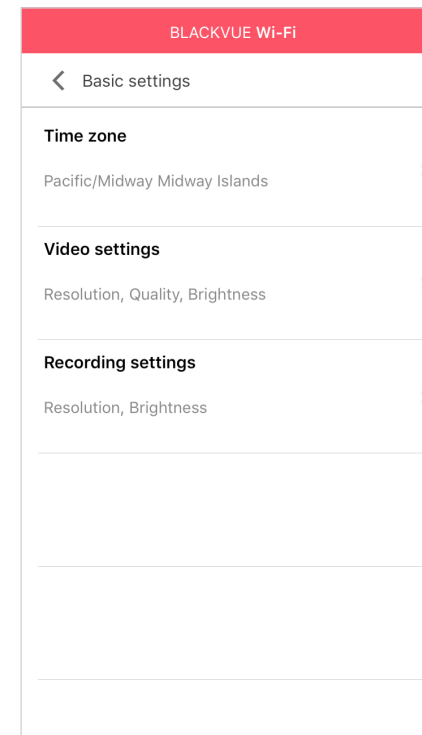 BLACKVUE Wi-Fi
Basic settings
Time zone
Pacific/Midway Midway Islands
Video settings
Resolution, Quality, Brightness
Recording settings
Resolution, Brightness